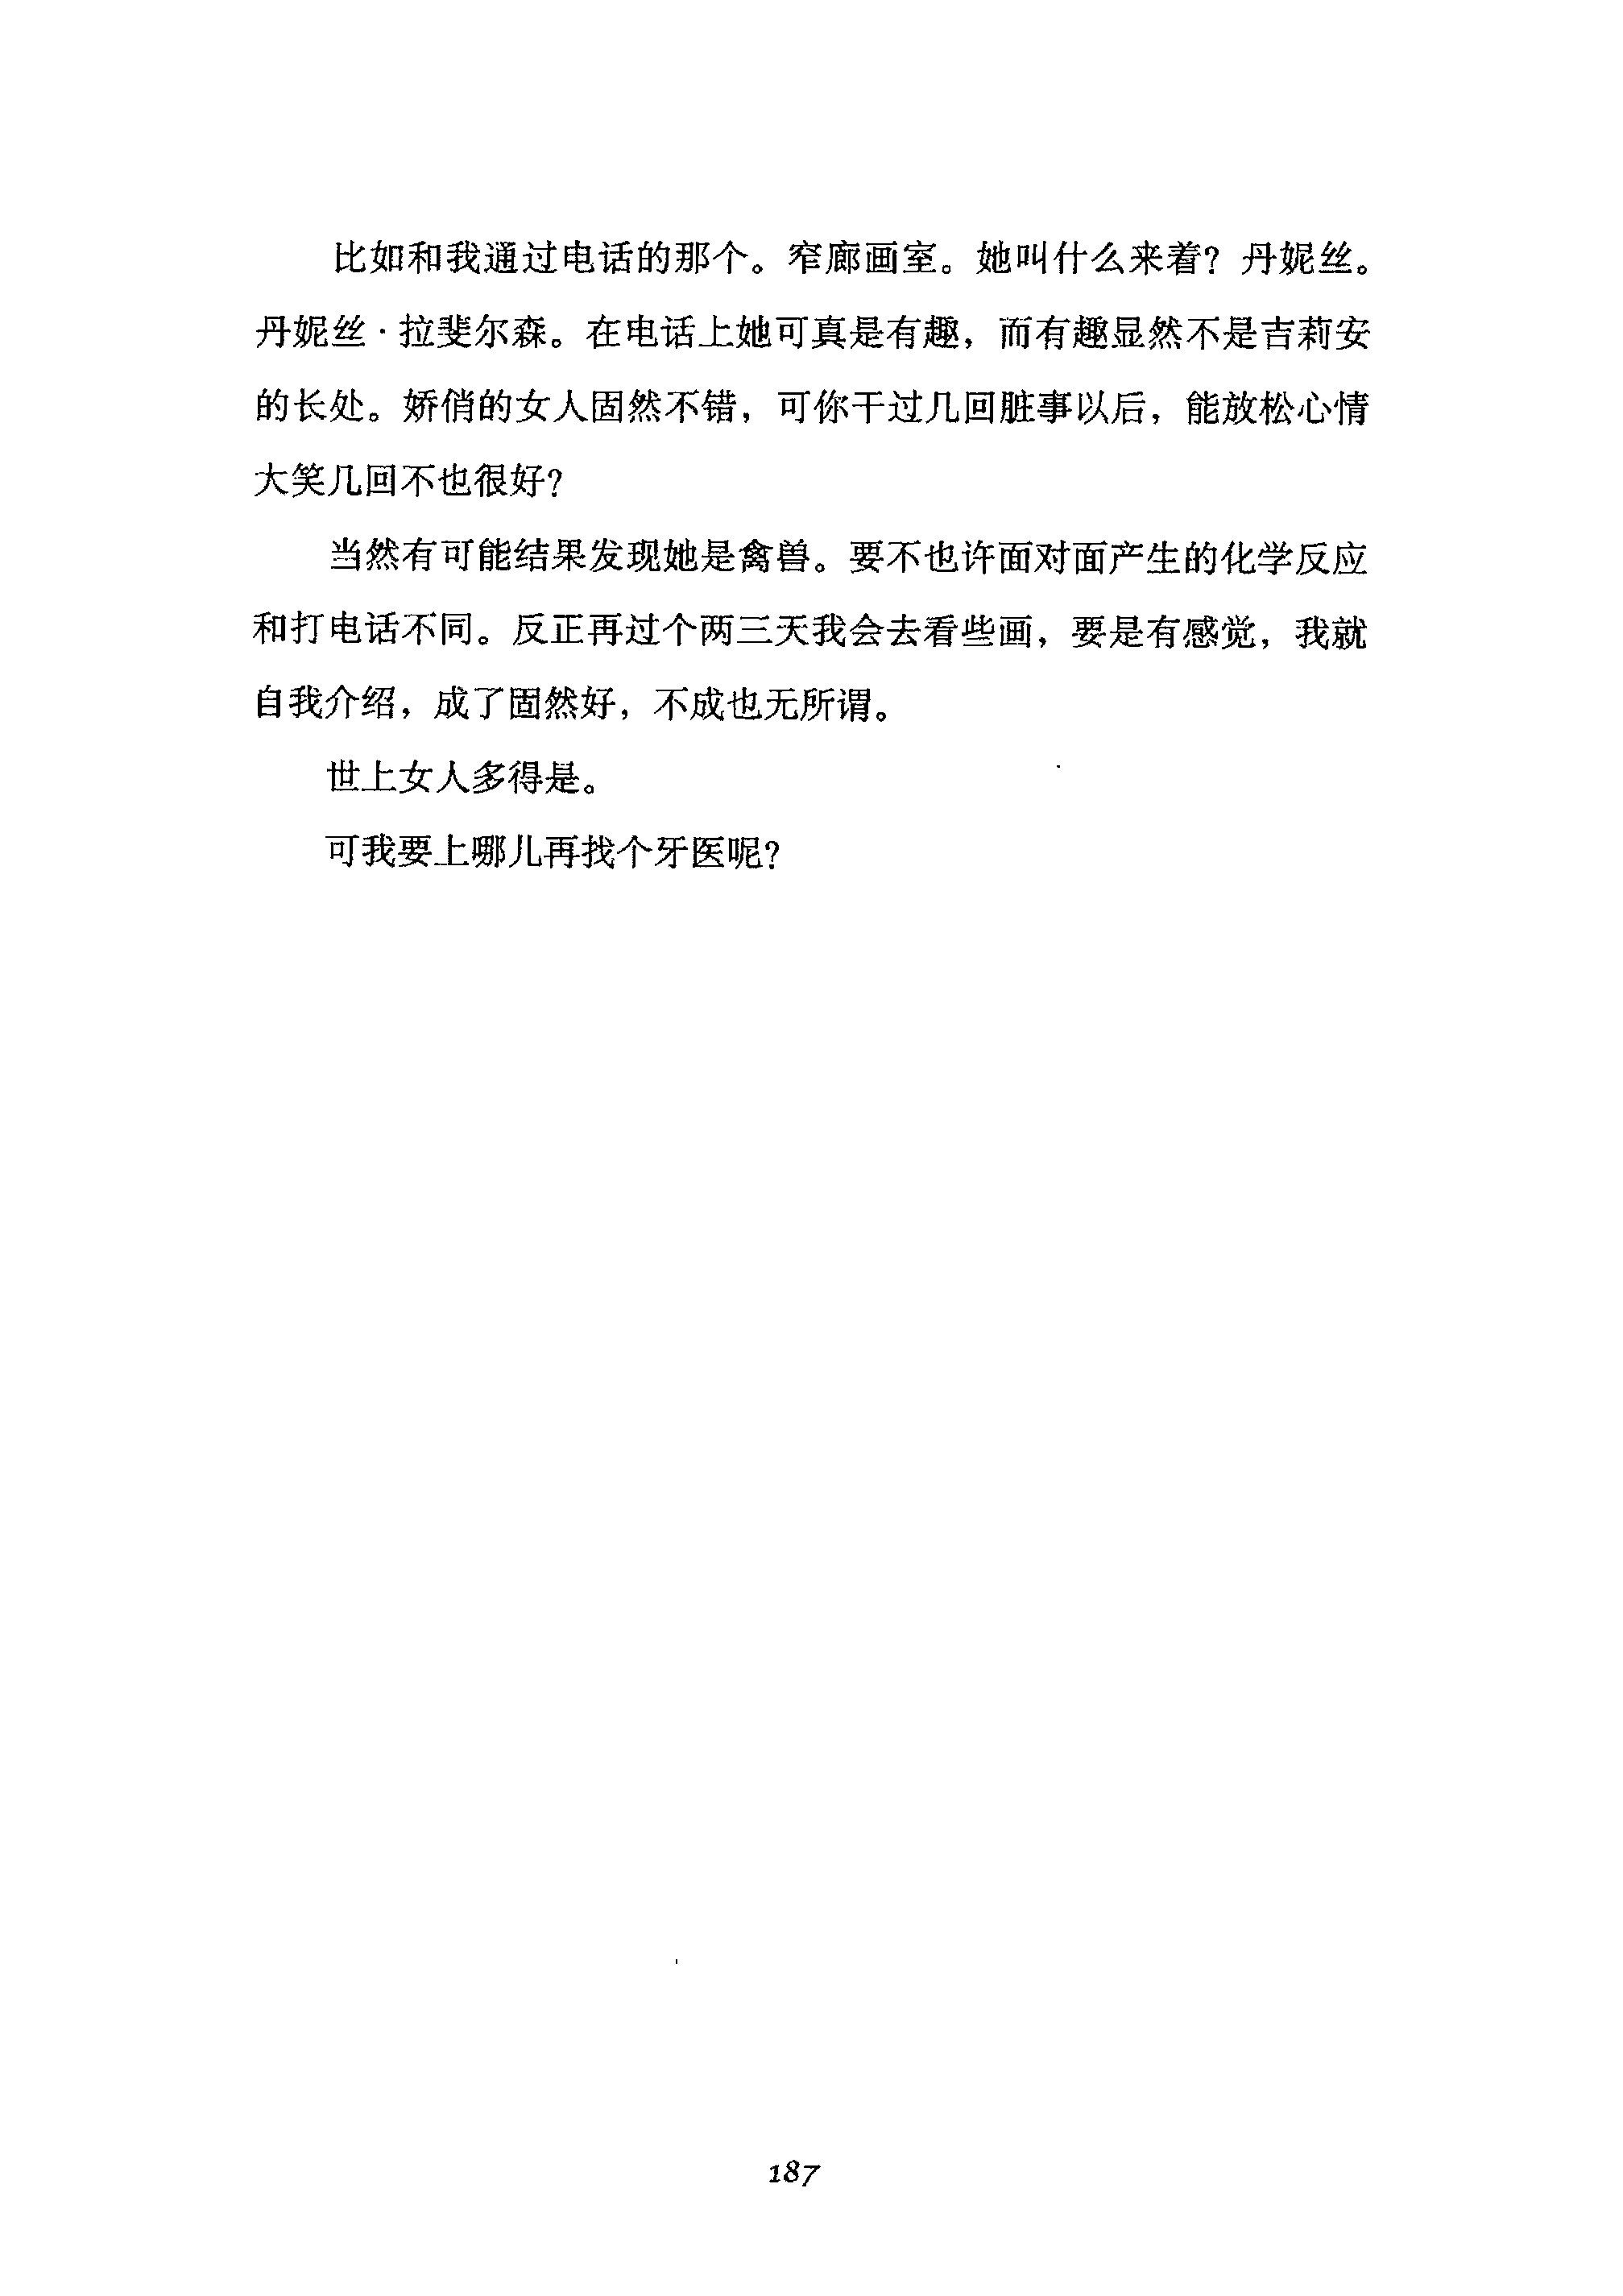 比如和我通过电话的那个。窄廊画室。她叫什么来着？丹妮丝。
丹妮丝·拉斐尔森。在电话上她可真是有趣，而有趣显然不是吉莉安
的长处。娇俏的女人固然不错，可你干过几回脏事以后，能放松心情
大笑几回不也很好？
当然有可能结果发现她是禽兽。要不也许面对面产生的化学反应
和打电话不同。反正再过个两三天我会去看些画，要是有感觉，我就
自我介绍，成了固然好，不成也无所谓。
世上女人多得是。
可我要上哪儿再找个牙医呢？
187